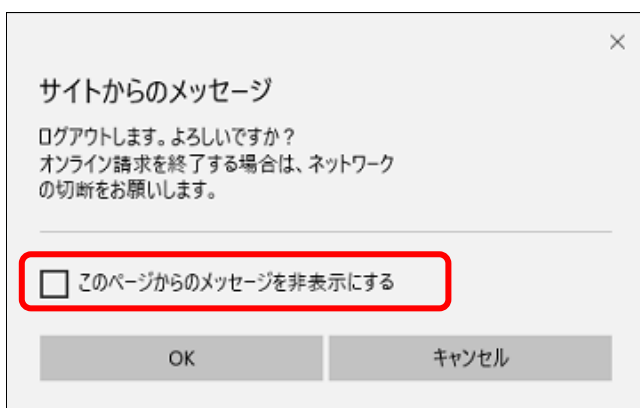 サイトからのメッセージ
ログアウトします。よろしいですか？
オンライン請求を終了する場合は、ネットワーク
の切断をお願いします。
このページからのメッセージを非表示にする
OK
キャンセル